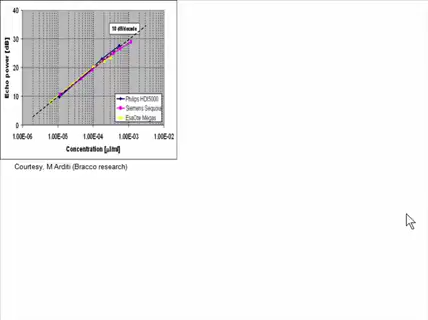 40
10 dB/decade
30
20
10
0
Echo power [dB]
Philips HDI5000
Siemens Sequoia
EsaOte Megas
1.00E-06 1.00E-05 1.00E-04 1.00E-03 1.00E-02
Concentration [µl/ml]
Courtesy, M Arditi (Bracco research)